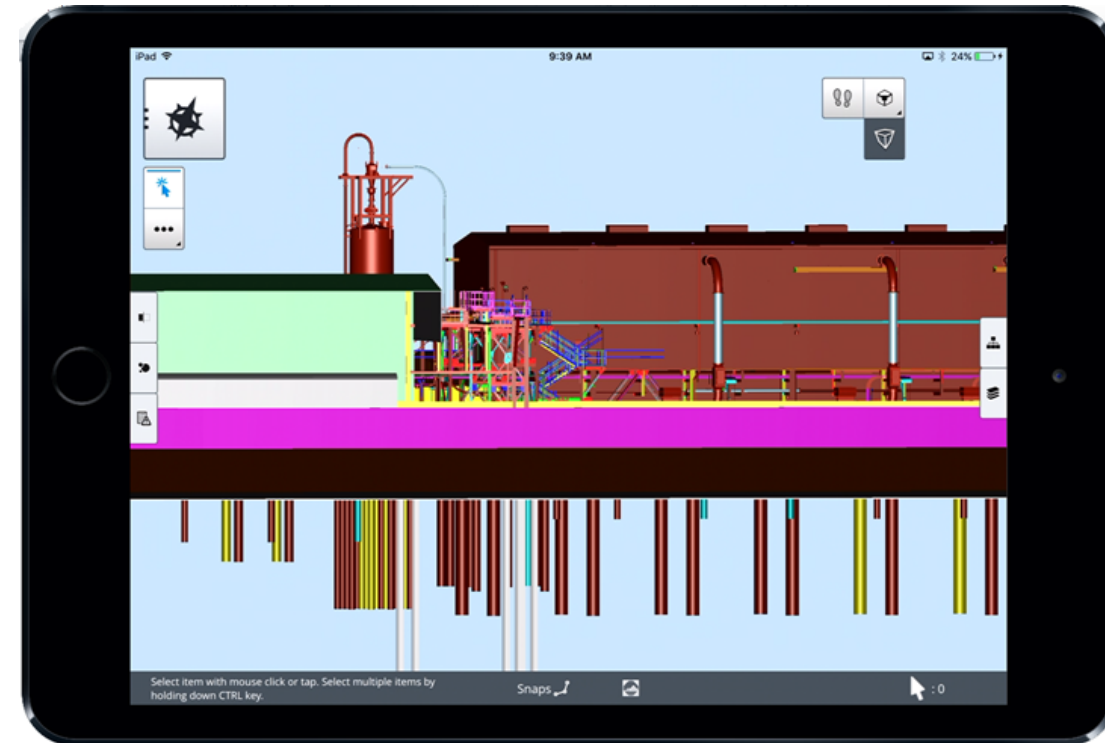 iPad
9:39 AM
24%
Select item with mouse click or tap. Select multiple items by
holding down CTRL key.
Snaps
: 0